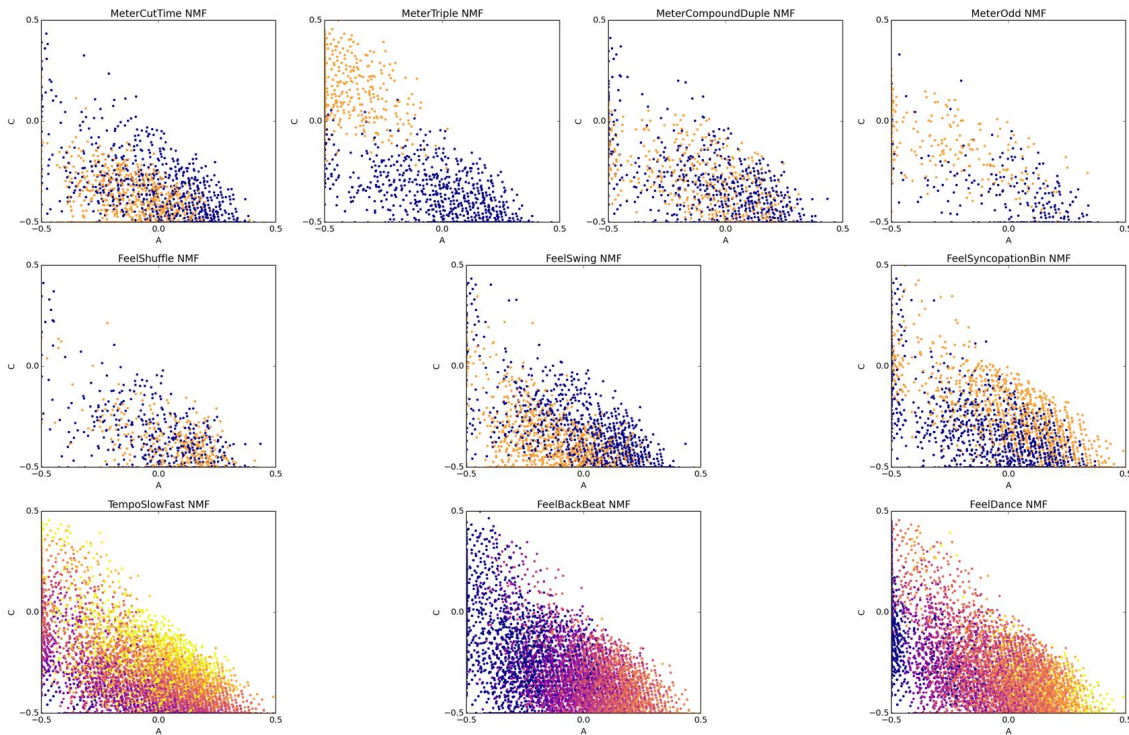 MeterCutTime NMF
MeterTriple NMF
MeterCompoundDuple NMF
MeterOdd NMF
0.5
0.5
0.5
0.5
C
0.0
C
0.0
C
0.0
C
0.0
−0.5
−0.5
−0.5
−0.5
−0.5 0.0 0.5
−0.5 0.0 0.5
−0.5 0.0 0.5
−0.5 0.0 0.5
A
A
A
A
FeelShuffle NMF
FeelSwing NMF
FeelSyncopationBin NMF
0.5
0.5
0.5
C
0.0
C
0.0
C
0.0
−0.5
−0.5
−0.5
−0.5 0.0 0.5
−0.5 0.0 0.5
−0.5 0.0 0.5
A
A
A
TempoSlowFast NMF
FeelBackBeat NMF
FeelDance NMF
0.5
0.5
0.5
C
0.0
C
0.0
C
0.0
−0.5
−0.5
−0.5
−0.5 0.0 0.5
−0.5 0.0 0.5
−0.5 0.0 0.5
A
A
A